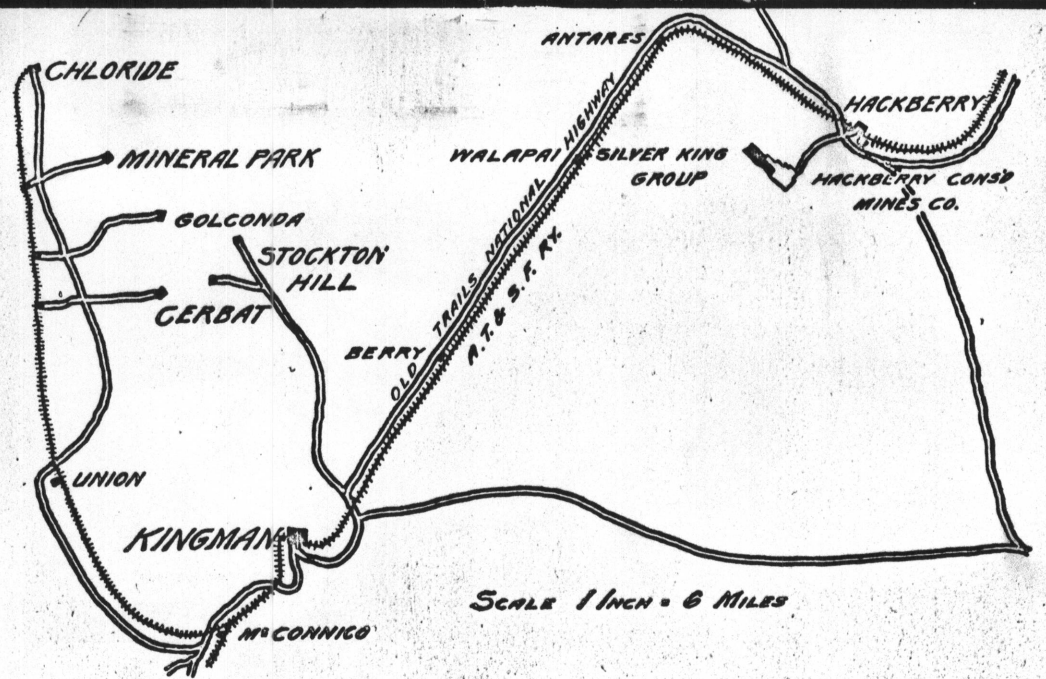 ANTARES
CHLORIDE
HACKBERRY
MINERAL PARK
WALAPAI
SILVER KING
GROUP
HACKBERRY CONS'D
MINES CO.
GOLCONDA
STOCKTON
HILL
CERBAT
BERRY
OLD TRAILS NATIONAL HIGHWAY
A. T. & S. F. RY.
UNION
KINGMAN
SCALE 1 INCH = 6 MILES
McCONNICO